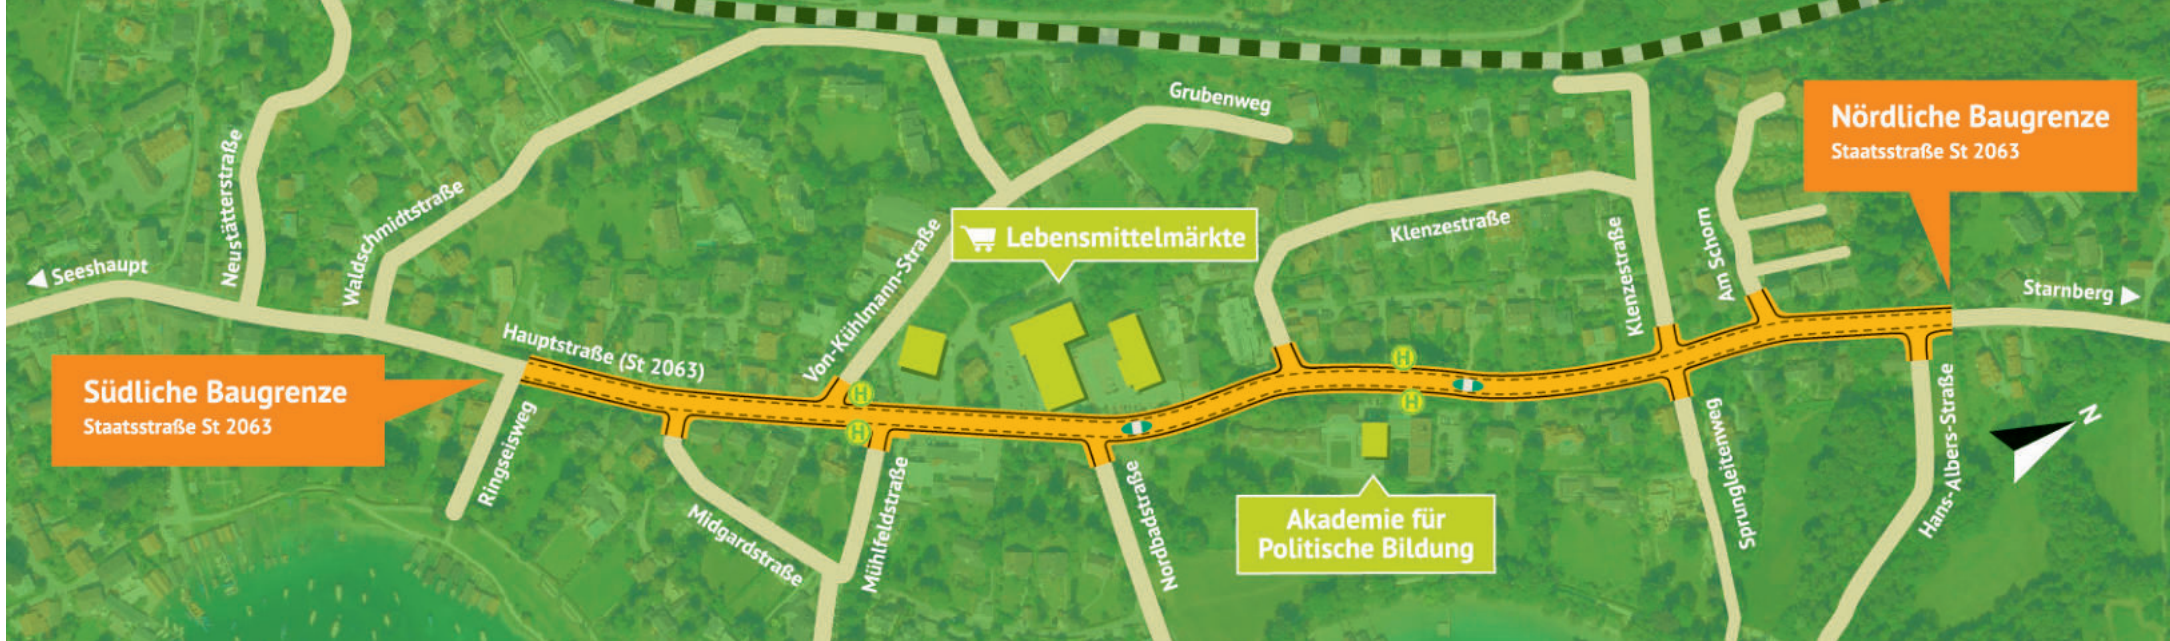 Grubenweg
Nördliche Baugrenze
Staatsstraße St 2063
Neustätterstraße
Waldschmidtstraße
Von-Kühlmann-Straße
Lebensmittelmärkte
Klenzestraße
Klenzestraße
Am Schorn
Seeshaupt
Starnberg
Hauptstraße (St 2063)
Südliche Baugrenze
Staatsstraße St 2063
H
H
H
H
Ringseisweg
Midgardstraße
Mühlfeldstraße
Nordbadstraße
Akademie für
Politische Bildung
Sprungleitenweg
Hans-Albers-Straße
N